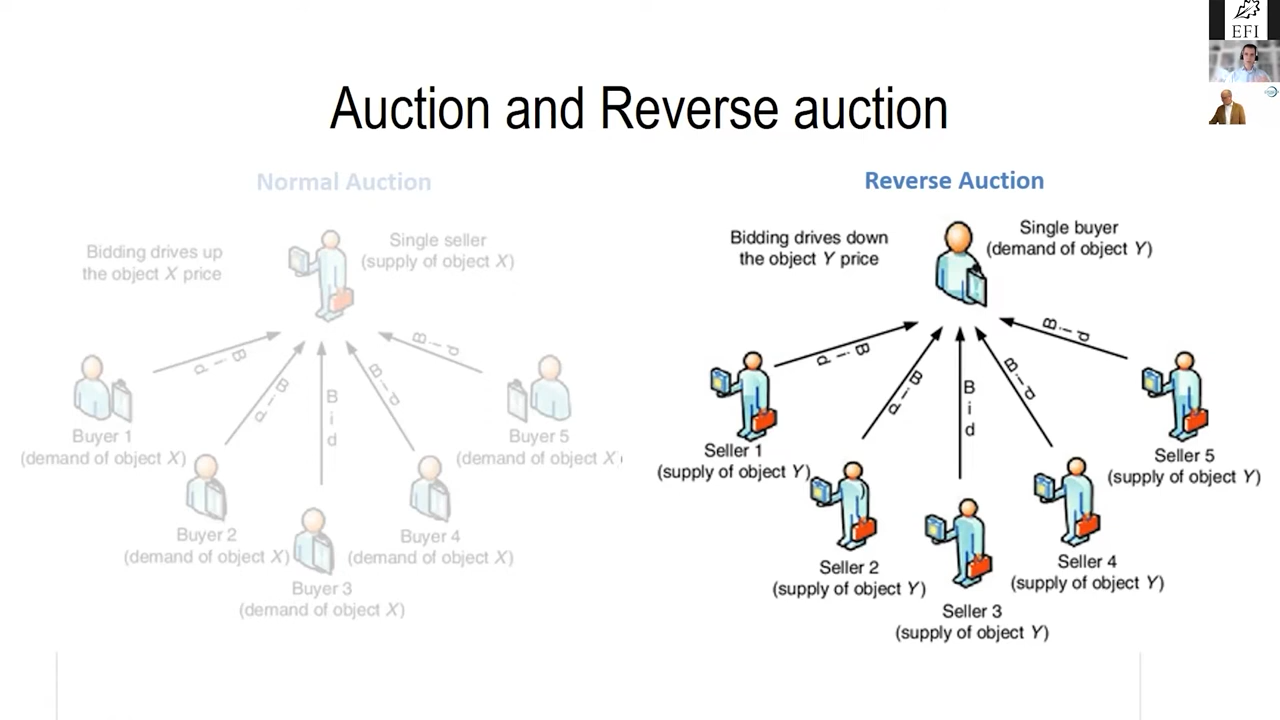 EFI
Auction and Reverse auction
Normal Auction
Bidding drives up
the object X price
Single seller
(supply of object X)
Bid
Bid
Bid
Bid
Bid
Buyer 1
(demand of object X)
Buyer 2
(demand of object X)
Buyer 3
(demand of object X)
Buyer 4
(demand of object X)
Buyer 5
(demand of object X
Reverse Auction
Bidding drives down
the object Y price
Single buyer
(demand of object Y)
Bid
Bid
Bid
Bid
Bid
Seller 1
(supply of object Y)
Seller 2
(supply of object Y)
Seller 3
(supply of object Y)
Seller 4
(supply of object Y)
Seller 5
(supply of object Y)